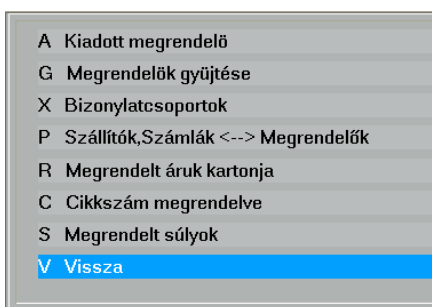 A Kiadott megrendelö
G Megrendelök gyüjtése
X Bizonylatcsoportok
P Szállítók,Számlák <--> Megrendelők
R Megrendelt áruk kartonja
C Cikkszám megrendelve
S Megrendelt súlyok
V Vissza